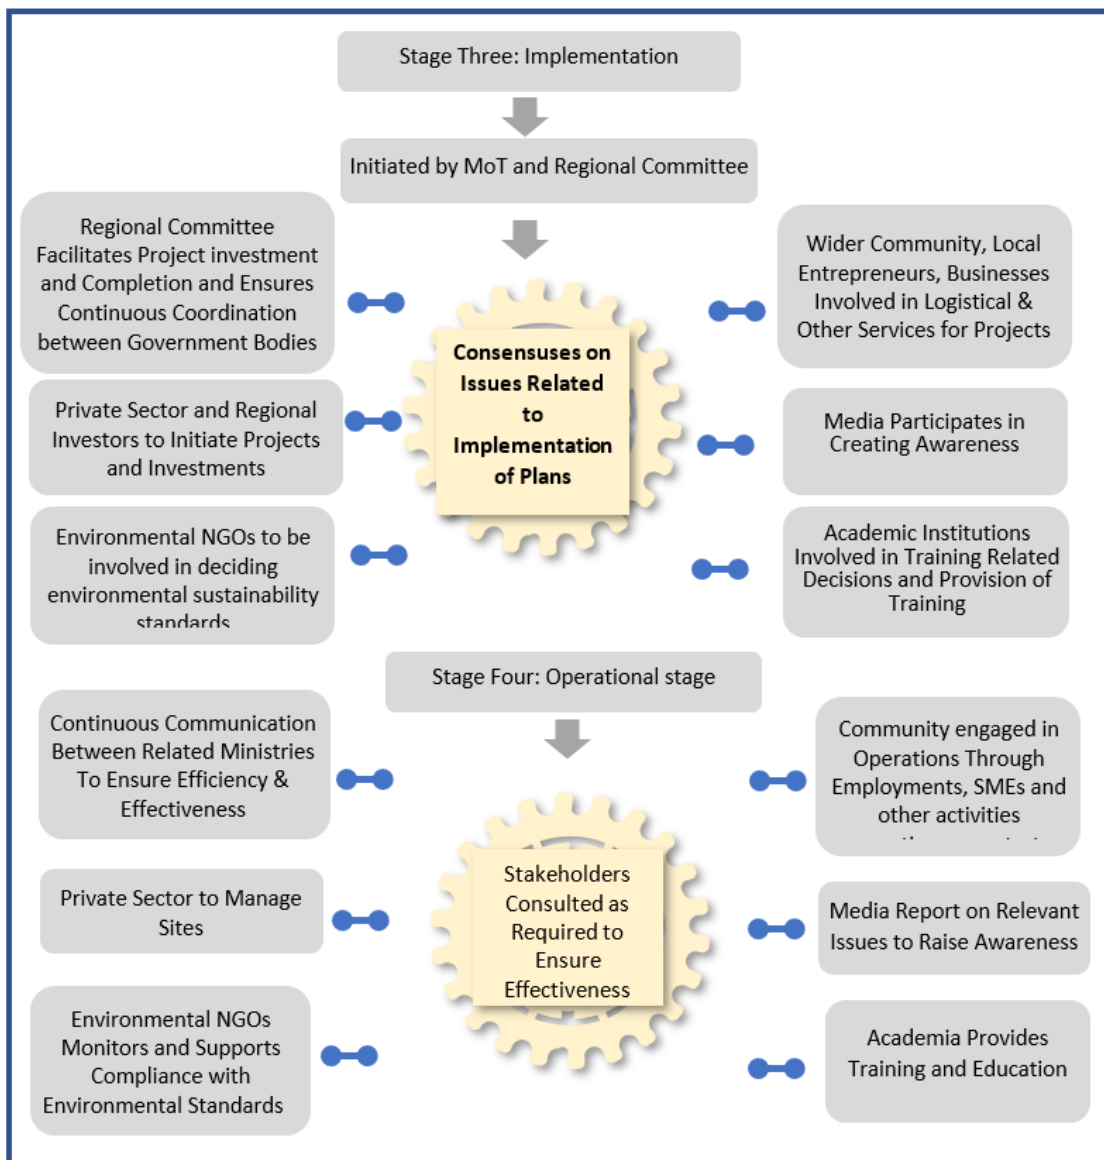 Stage Three: Implementation
Initiated by MoT and Regional Committee
Regional Committee
Facilitates Project investment
and Completion and Ensures
Continuous Coordination
between Government Bodies
Private Sector and Regional
Investors to Initiate Projects
and Investments
Environmental NGOs to be
involved in deciding
environmental sustainability
standards
Consensuses on
Issues Related
to
Implementation
of Plans
Wider Community, Local
Entrepreneurs, Businesses
Involved in Logistical &
Other Services for Projects
Media Participates in
Creating Awareness
Academic Institutions
Involved in Training Related
Decisions and Provision of
Training
Stage Four: Operational stage
Continuous Communication
Between Related Ministries
To Ensure Efficiency &
Effectiveness
Private Sector to Manage
Sites
Environmental NGOs
Monitors and Supports
Compliance with
Environmental Standards
Stakeholders
Consulted as
Required to
Ensure
Effectiveness
Community engaged in
Operations Through
Employments, SMEs and
other activities
Media Report on Relevant
Issues to Raise Awareness
Academia Provides
Training and Education